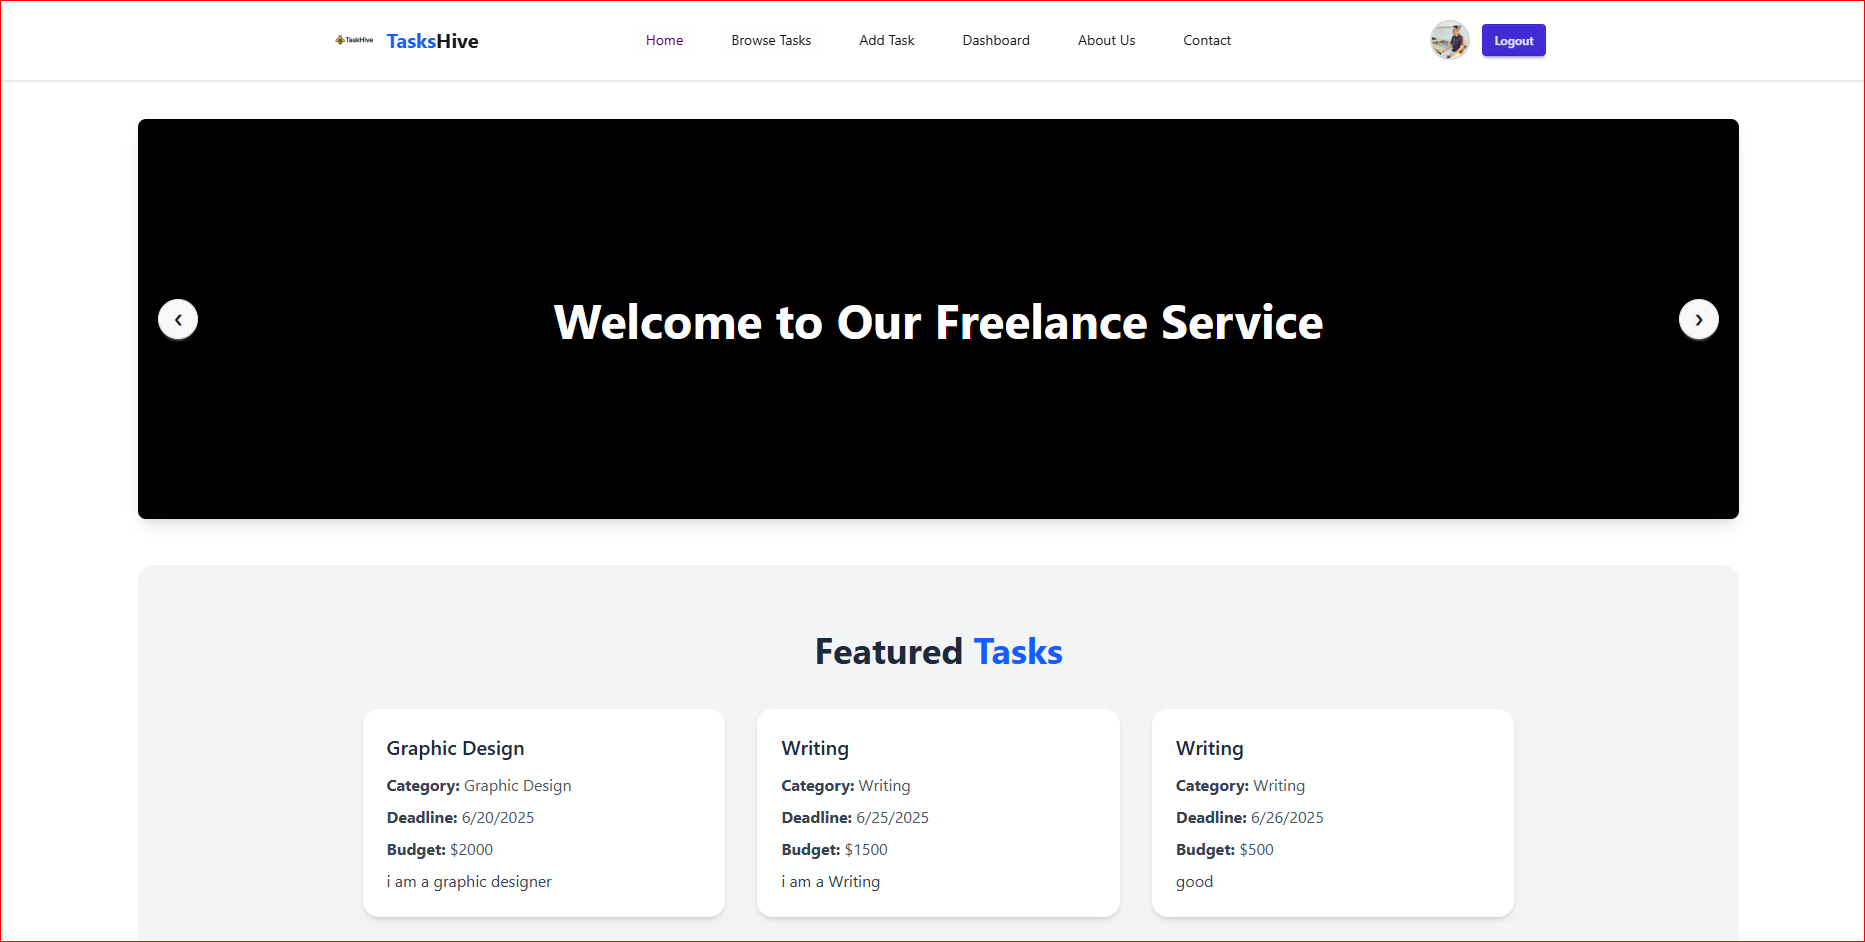 TaskHive TasksHive Home Browse Tasks Add Task Dashboard About Us Contact Logout
‹ Welcome to Our Freelance Service ›
Featured Tasks
Graphic Design
Category: Graphic Design
Deadline: 6/20/2025
Budget: $2000
i am a graphic designer
Writing
Category: Writing
Deadline: 6/25/2025
Budget: $1500
i am a Writing
Writing
Category: Writing
Deadline: 6/26/2025
Budget: $500
good